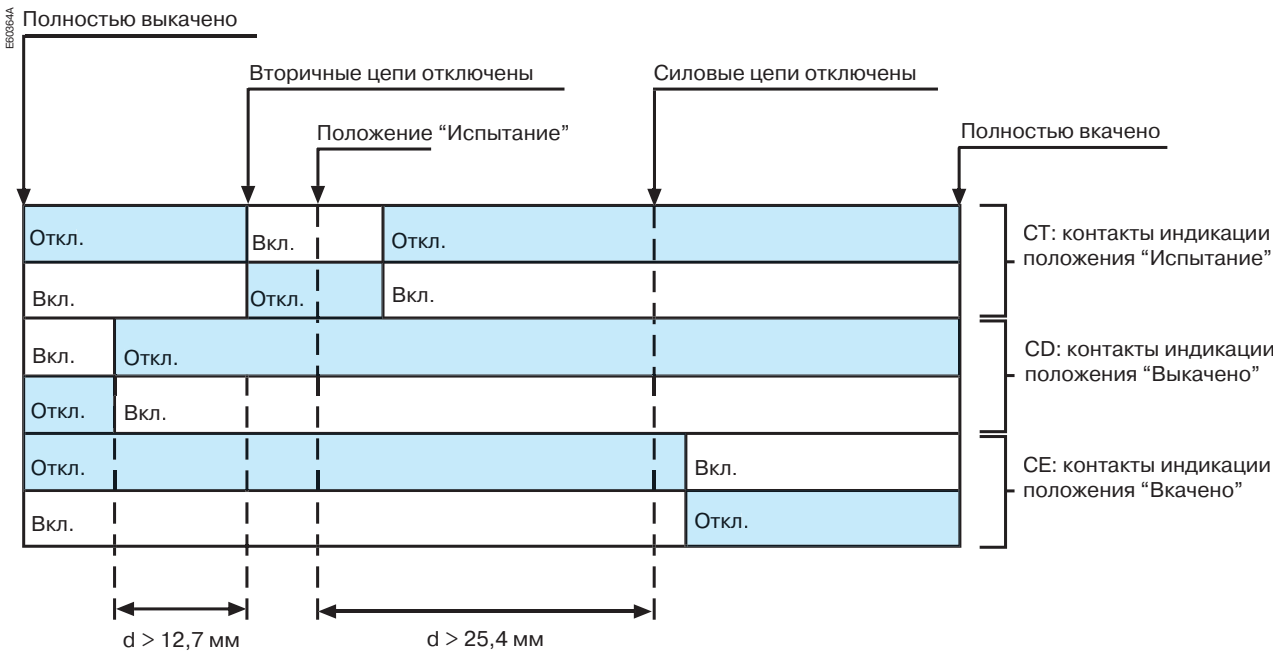 E60364A
Полностью выкачено
Вторичные цепи отключены
Силовые цепи отключены
Положение “Испытание”
Полностью вкачено
Откл.
Вкл.
Откл.
CT: контакты индикации
положения “Испытание”
Вкл.
Откл.
Вкл.
Вкл.
Откл.
CD: контакты индикации
положения “Выкачено”
Откл.
Вкл.
Откл.
Вкл.
CE: контакты индикации
положения “Вкачено”
Вкл.
Откл.
d > 12,7 мм
d > 25,4 мм